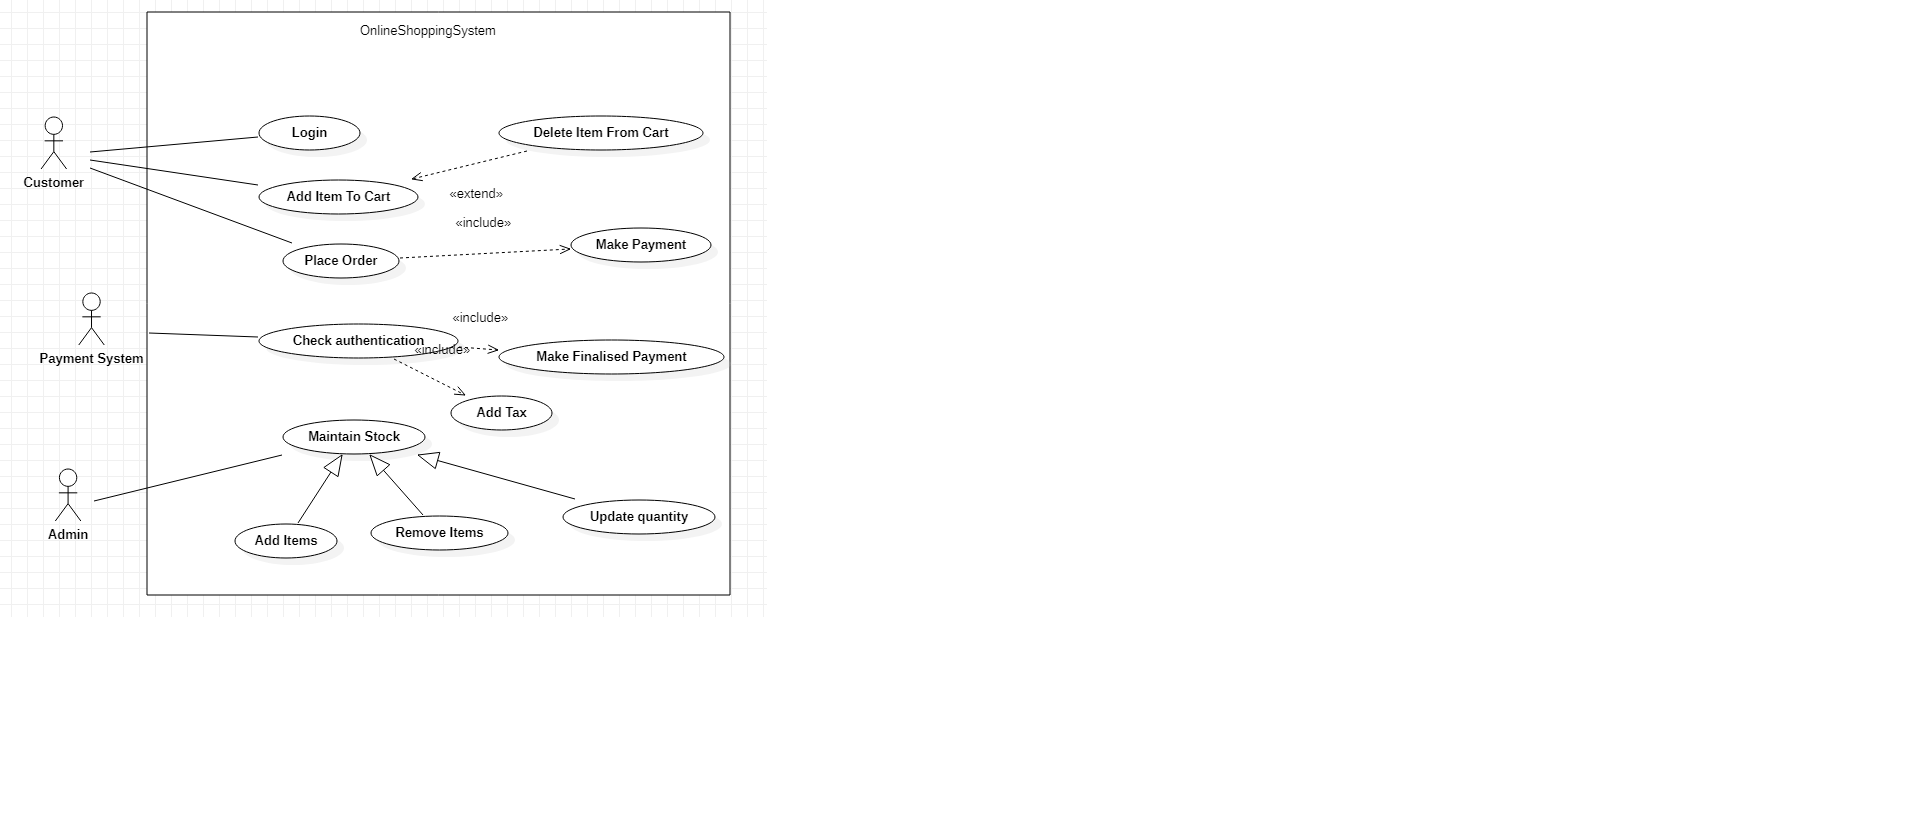 OnlineShoppingSystem
Login
Delete Item From Cart
Customer
Add Item To Cart
«extend»
«include»
Place Order
Make Payment
«include»
Payment System
Check authentication
«include»
Make Finalised Payment
Add Tax
Maintain Stock
Admin
Add Items
Remove Items
Update quantity